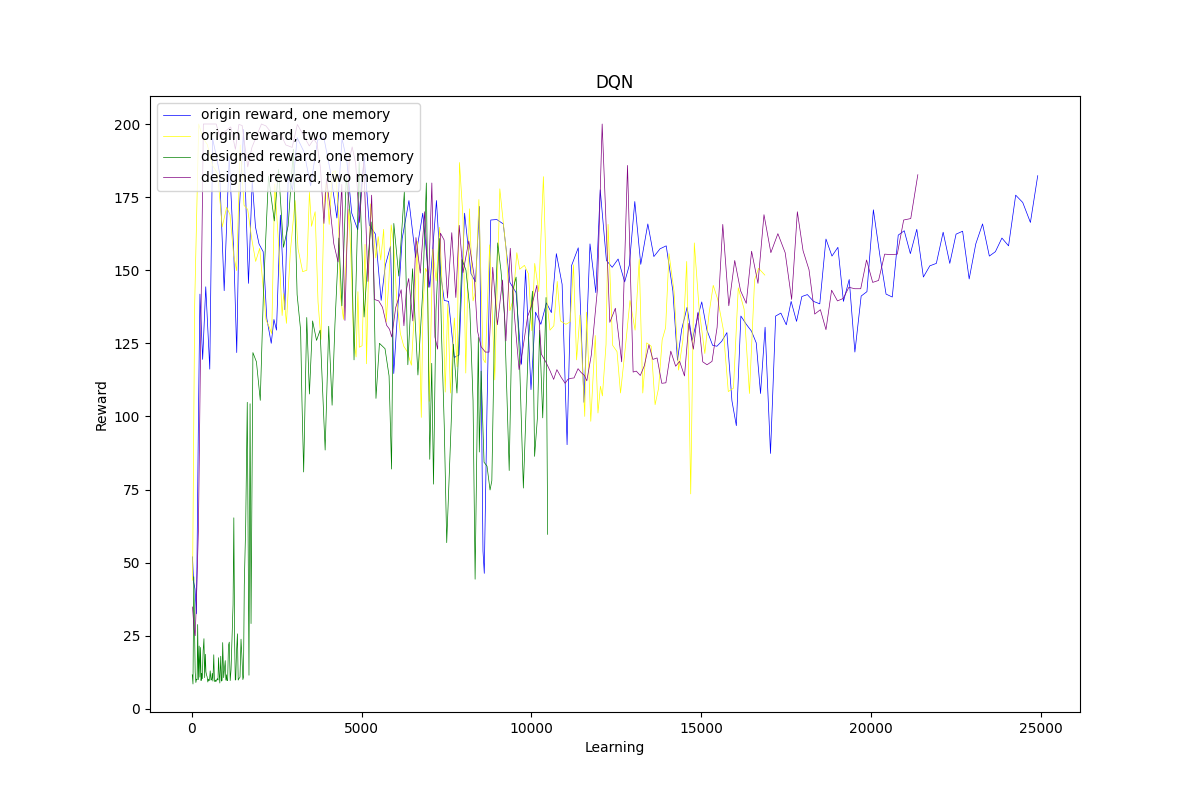 DQN
origin reward, one memory
origin reward, two memory
designed reward, one memory
designed reward, two memory
200
175
150
125
100
75
50
25
0
Reward
0 5000 10000 15000 20000 25000
Learning